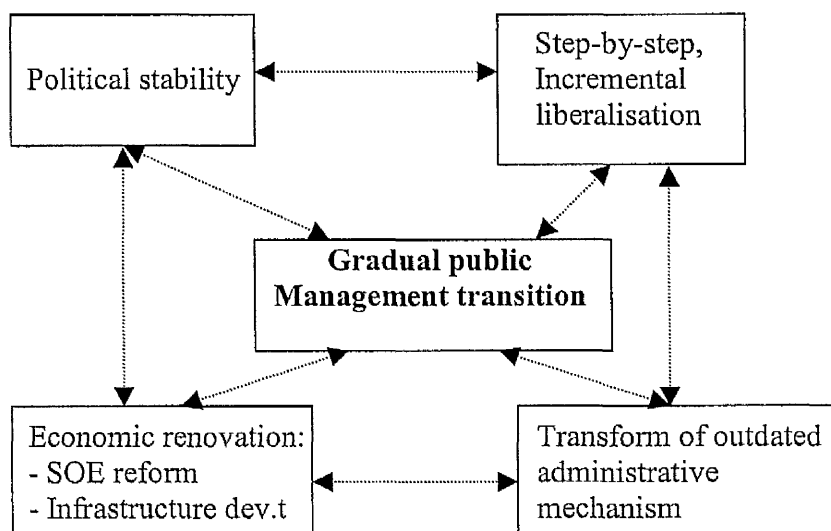 Political stability
Step-by-step,
Incremental
liberalisation
Gradual public
Management transition
Economic renovation:
- SOE reform
- Infrastructure dev.t
Transform of outdated
administrative
mechanism